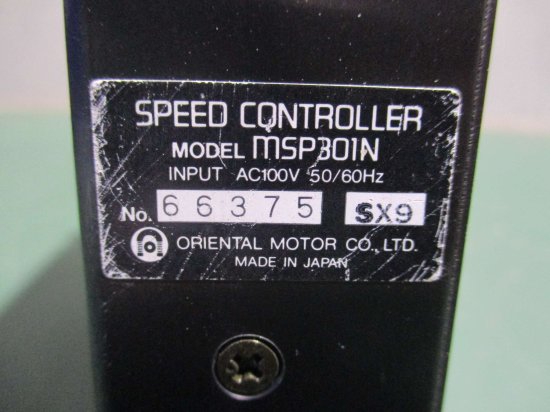 SPEED CONTROLLER
MODEL MSP301N
INPUT AC100V 50/60Hz
No. 66375 SX9
ORIENTAL MOTOR CO., LTD.
MADE IN JAPAN